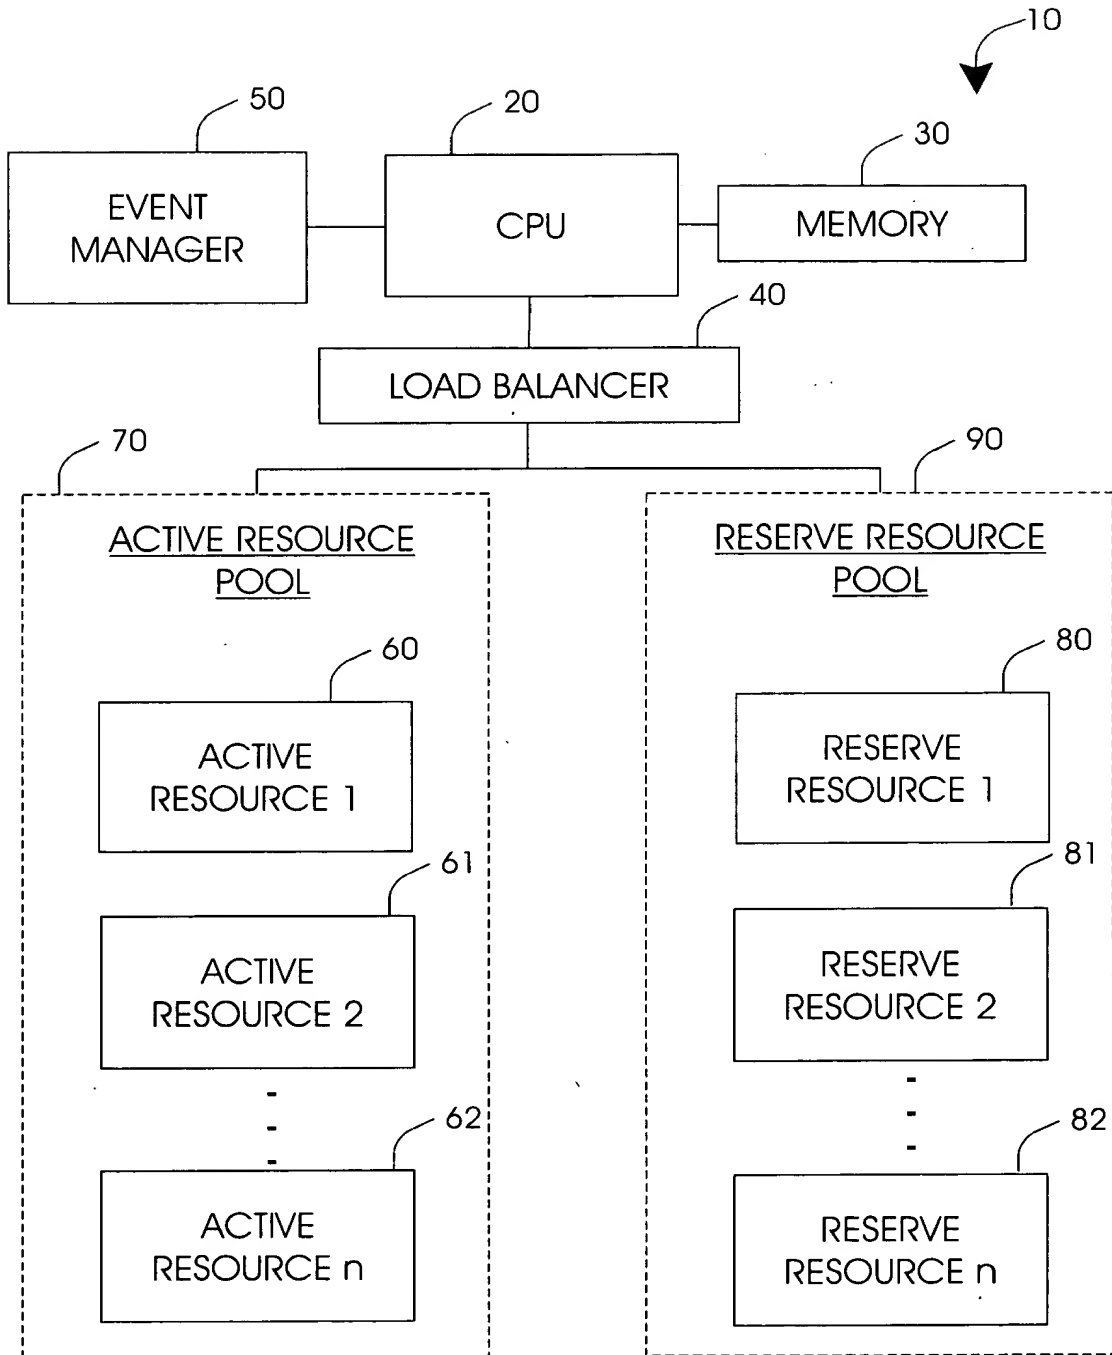 10
50
20
30
EVENT
MANAGER
CPU
MEMORY
40
LOAD BALANCER
70
90
ACTIVE RESOURCE
POOL
RESERVE RESOURCE
POOL
60
ACTIVE
RESOURCE 1
61
ACTIVE
RESOURCE 2
62
ACTIVE
RESOURCE n
80
RESERVE
RESOURCE 1
81
RESERVE
RESOURCE 2
82
RESERVE
RESOURCE n